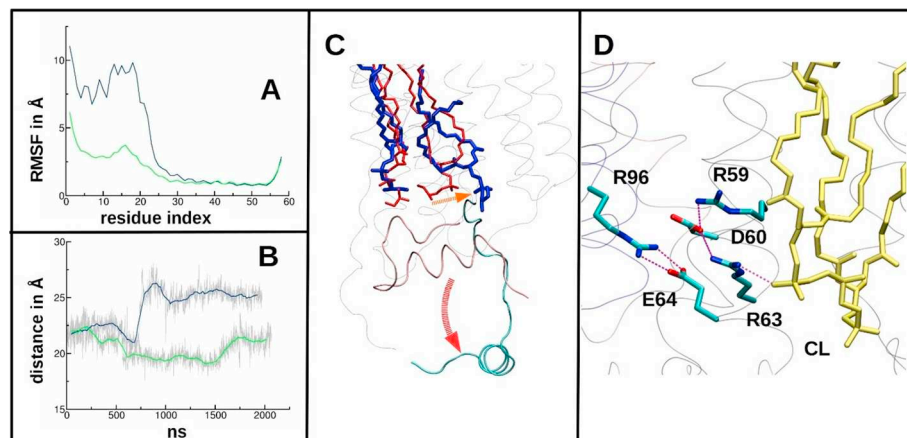 A
RMSF in Å
10
5
0
0
10
20
30
40
50
60
residue index
B
distance in Å
25
20
15
0
500
1000
1500
2000
ns
C
D
R96
R59
D60
E64
R63
CL